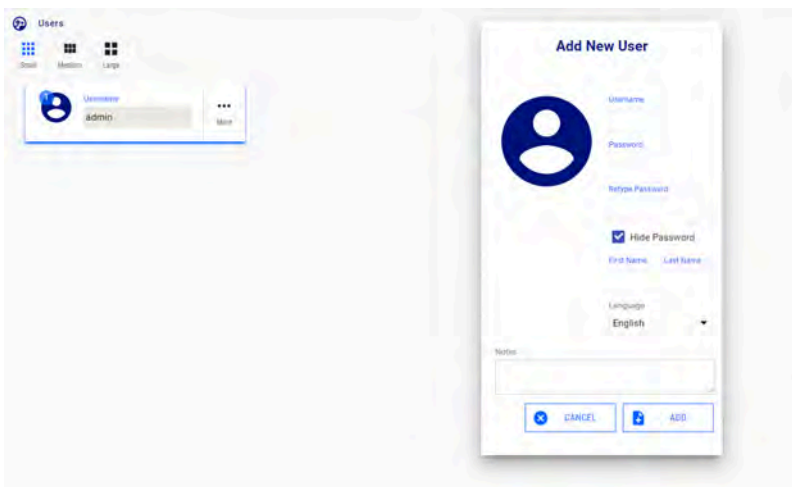 Users
Small Medium Large
1
Username
admin
More
Add New User
Username
Password
Retype Password
Hide Password
First Name Last Name
Language
English
Notes
CANCEL
ADD